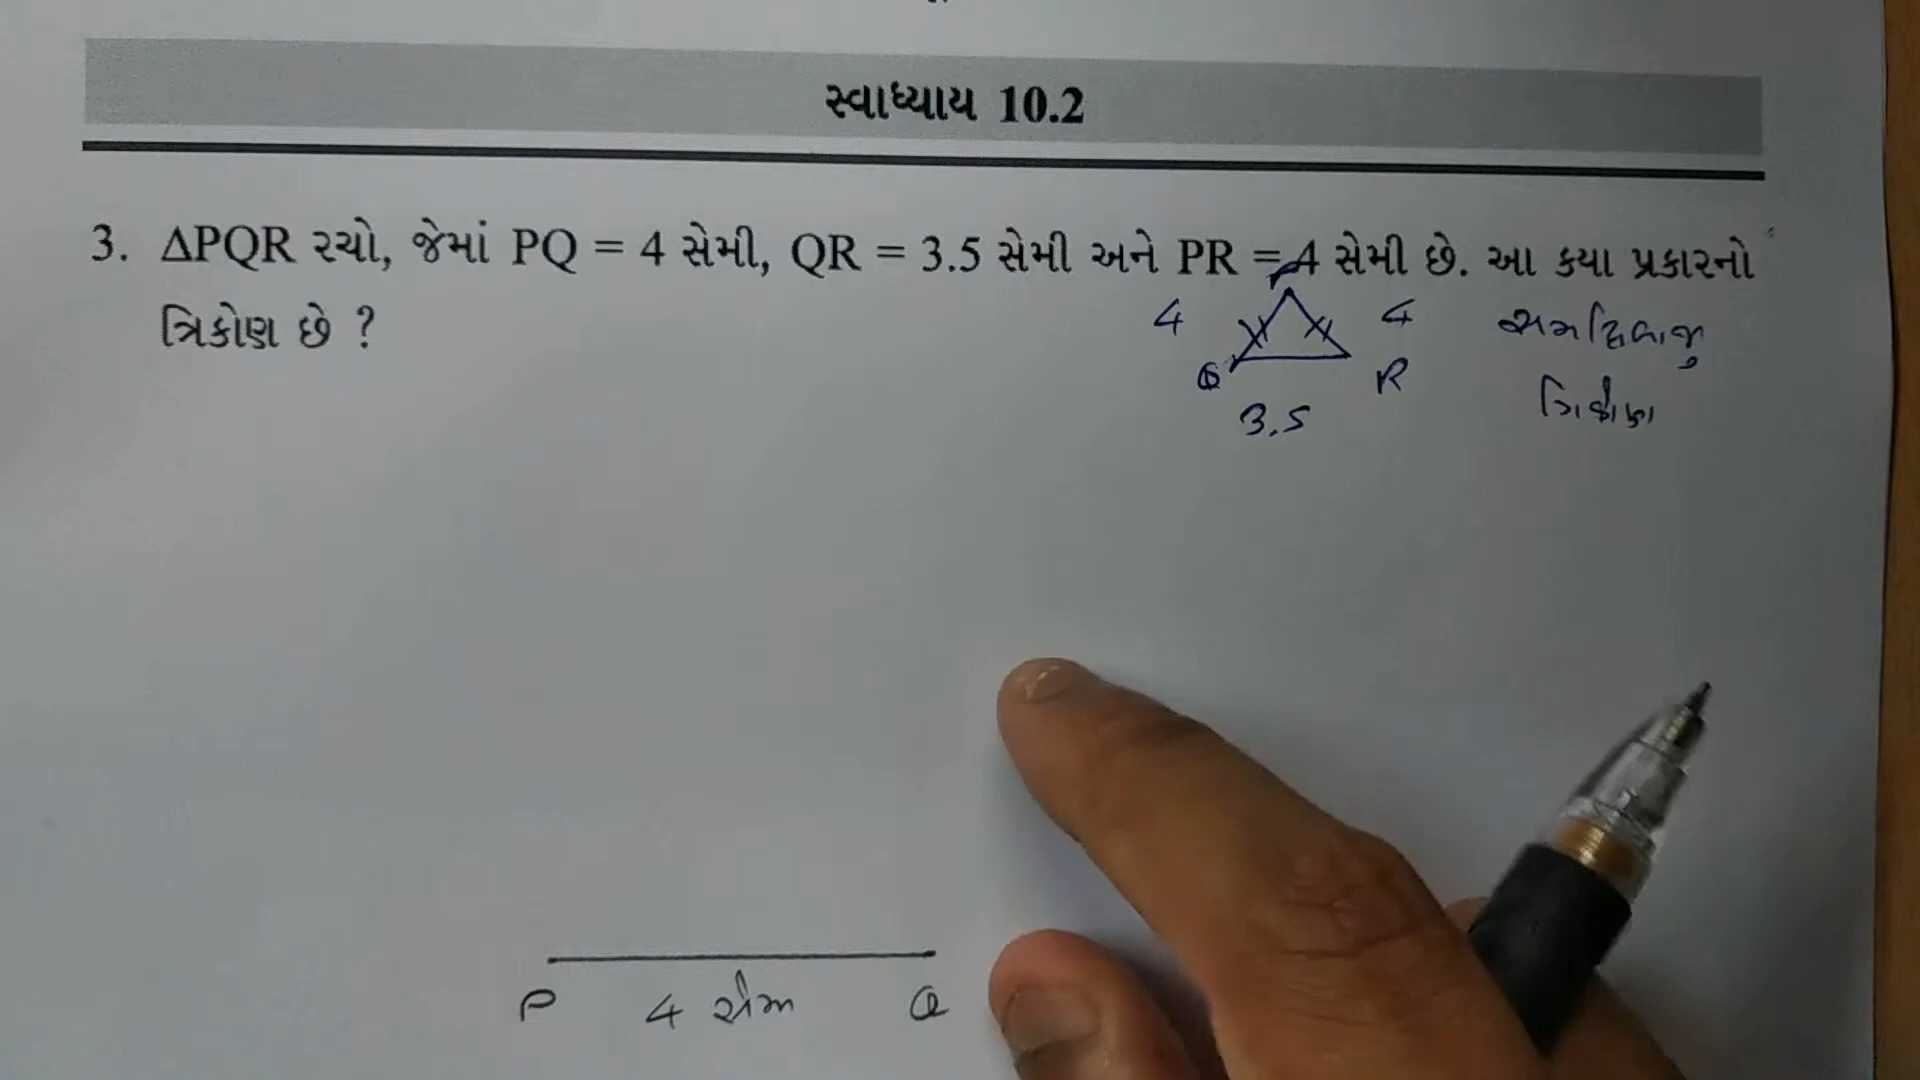 સ્વાધ્યાય 10.2
3. ΔPQR રચો, જેમાં PQ = 4 સેમી, QR = 3.5 સેમી અને PR = 4 સેમી છે. આ કયા પ્રકારનો
ત્રિકોણ છે ?
4 4 સમદ્વિબાજુ
Q R ત્રિકોણ
3.5
P 4 સેમી Q